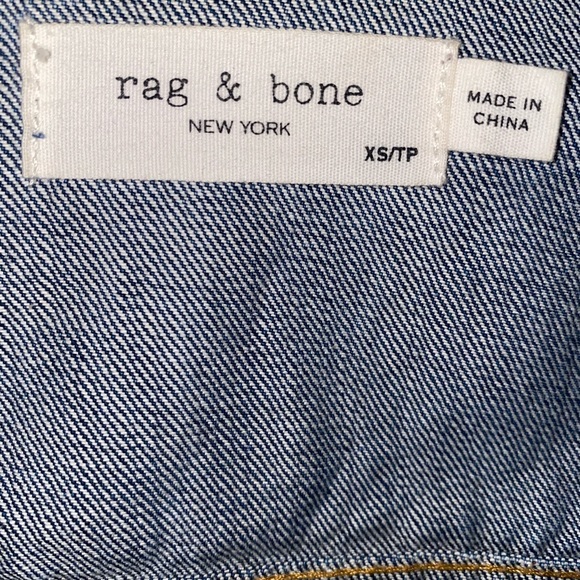 rag & bone
NEW YORK
XS/TP
MADE IN
CHINA